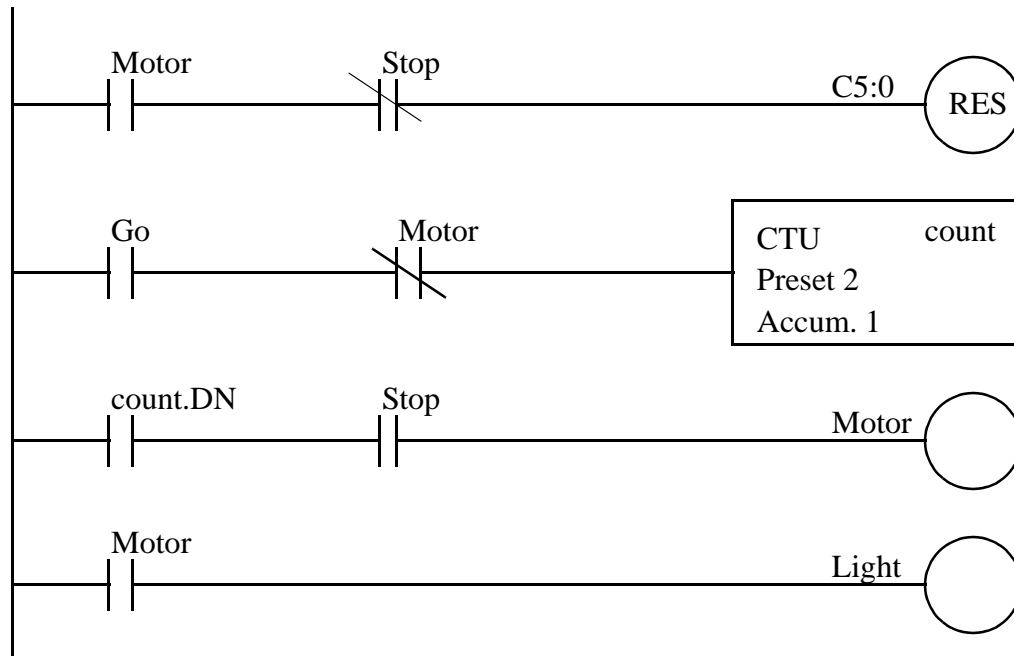 Motor Stop
C5:0 RES
Go Motor
CTU count
Preset 2
Accum. 1
count.DN Stop
Motor
Motor
Light